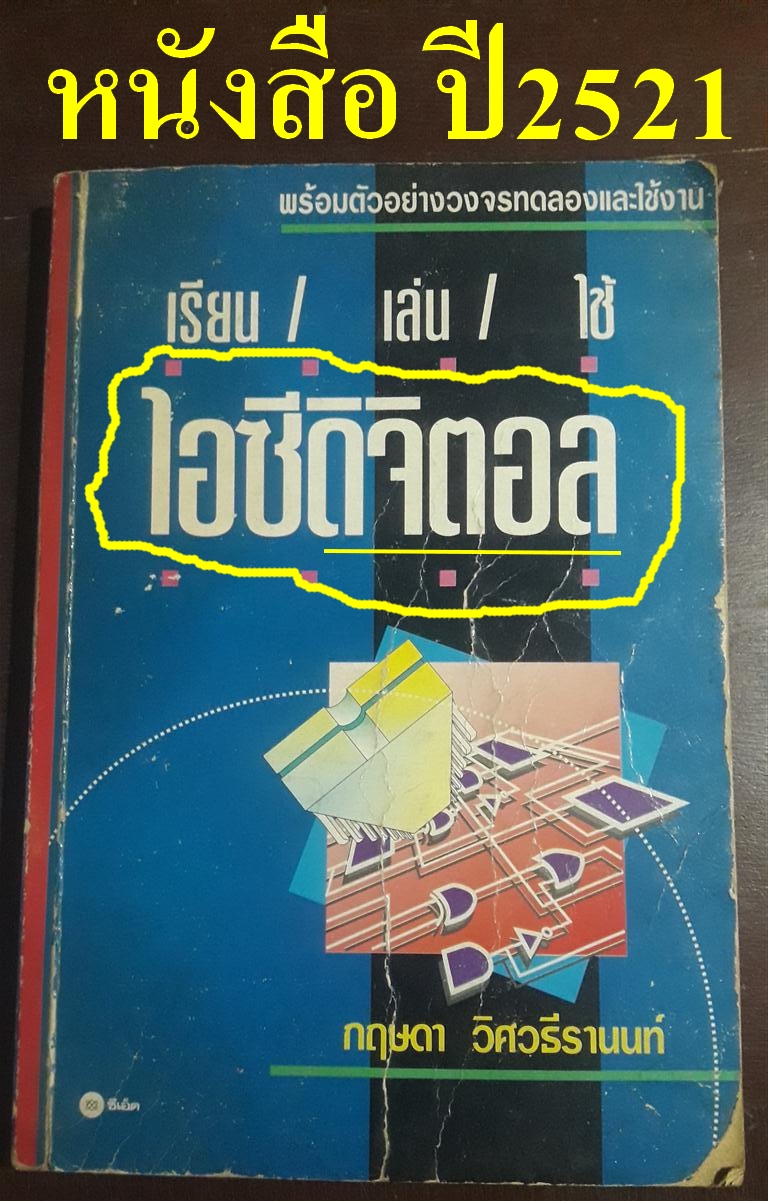 หนังสือ ปี2521
พร้อมตัวอย่างวงจรทดลองและใช้งาน
เรียน / เล่น / ใช้
ไอซีดิจิตอล
กฤษดา วิศวธีรานนท์
ซีเอ็ด